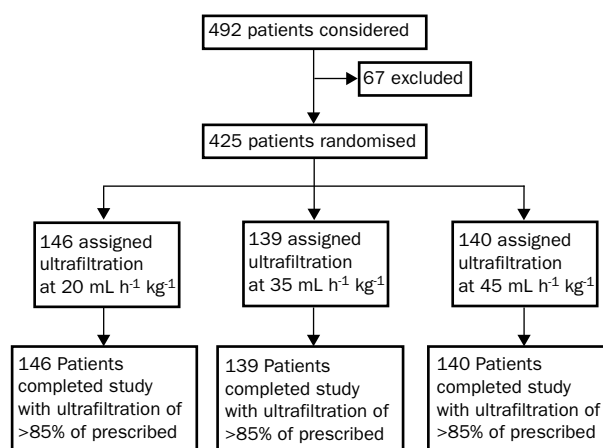 492 patients considered
67 excluded
425 patients randomised
146 assigned
ultrafiltration
at 20 mL h⁻¹ kg⁻¹
139 assigned
ultrafiltration
at 35 mL h⁻¹ kg⁻¹
140 assigned
ultrafiltration
at 45 mL h⁻¹ kg⁻¹
146 Patients
completed study
with ultrafiltration of
>85% of prescribed
139 Patients
completed study
with ultrafiltration of
>85% of prescribed
140 Patients
completed study
with ultrafiltration of
>85% of prescribed